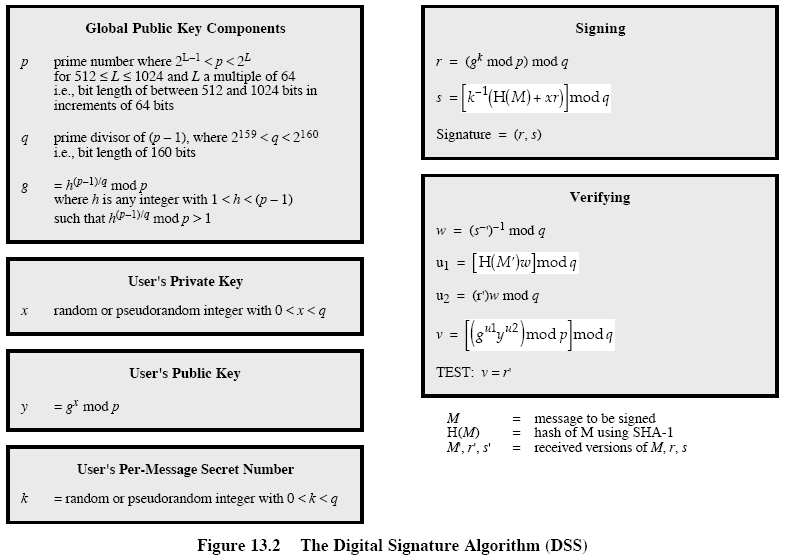 Global Public Key Components
p prime number where 2^L–1 < p < 2^L
for 512 ≤ L ≤ 1024 and L a multiple of 64
i.e., bit length of between 512 and 1024 bits in
increments of 64 bits
q prime divisor of (p – 1), where 2^159 < q < 2^160
i.e., bit length of 160 bits
g = h^(p–1)/q mod p
where h is any integer with 1 < h < (p – 1)
such that h^(p–1)/q mod p > 1
User's Private Key
x random or pseudorandom integer with 0 < x < q
User's Public Key
y = g^x mod p
User's Per-Message Secret Number
k = random or pseudorandom integer with 0 < k < q
Signing
r = (g^k mod p) mod q
s = [k^–1(H(M) + xr)] mod q
Signature = (r, s)
Verifying
w = (s')^–1 mod q
u1 = [H(M')w] mod q
u2 = (r')w mod q
v = [(g^u1 y^u2) mod p] mod q
TEST: v = r'
M = message to be signed
H(M) = hash of M using SHA-1
M', r', s' = received versions of M, r, s
Figure 13.2 The Digital Signature Algorithm (DSS)